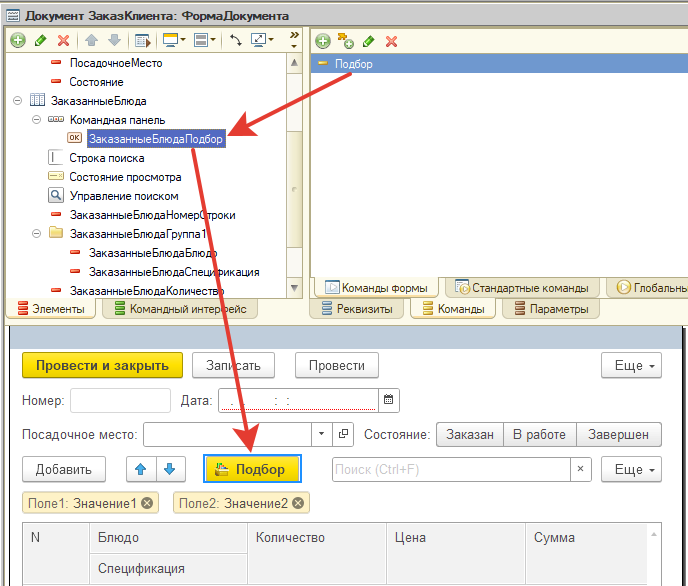 Документ ЗаказКлиента: ФормаДокумента
ПосадочноеМесто
Состояние
ЗаказанныеБлюда
Командная панель
OK ЗаказанныеБлюдаПодбор
Строка поиска
Состояние просмотра
Управление поиском
ЗаказанныеБлюдаНомерСтроки
ЗаказанныеБлюдаГруппа1
ЗаказанныеБлюдаБлюдо
ЗаказанныеБлюдаСпецификация
ЗаказанныеБлюдаКоличество
Элементы Командный интерфейс
Подбор
Команды формы Стандартные команды Глобальны
Реквизиты Команды Параметры
Провести и закрыть Записать Провести Еще
Номер: Дата: . . : :
Посадочное место: Состояние: Заказан В работе Завершен
Добавить Подбор Поиск (Ctrl+F) × Еще
Поле1: Значение1 Поле2: Значение2
N Блюдо Количество Цена Сумма
Спецификация